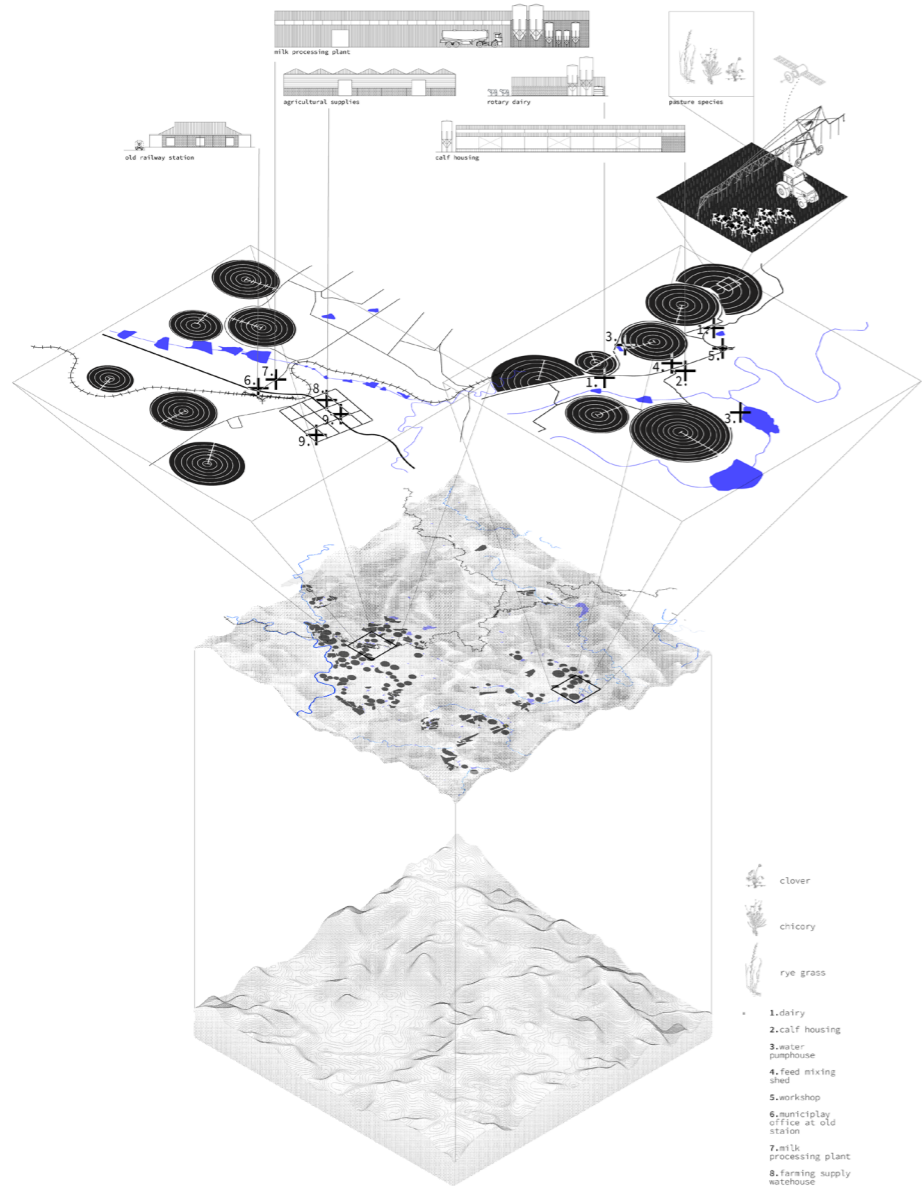 milk processing plant
agricultural supplies
rotary dairy
pasture species
old railway station
calf housing
1.
3.
5.
4.
2.
1.
7.
6.
8.
9.
9.
3.
clover
chicory
rye grass
1.dairy
2.calf housing
3.water
pumphouse
4.feed mixing
shed
5.workshop
6.municiplay
office at old
staion
7.milk
processing plant
8.farming supply
watehouse